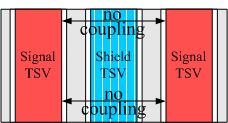 no
coupling
Signal
TSV
Shield
TSV
Signal
TSV
no
coupling